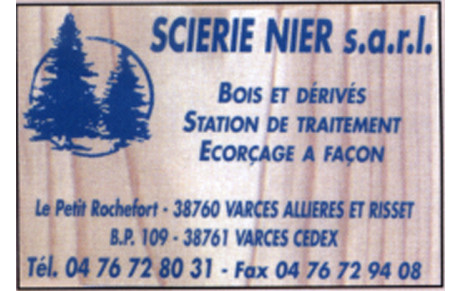 SCIERIE NIER s.a.r.l.
BOIS ET DÉRIVÉS
STATION DE TRAITEMENT
ECORÇAGE A FAÇON
Le Petit Rochefort - 38760 VARCES ALLIERES ET RISSET
B.P. 109 - 38761 VARCES CEDEX
Tél. 04 76 72 80 31 - Fax 04 76 72 94 08